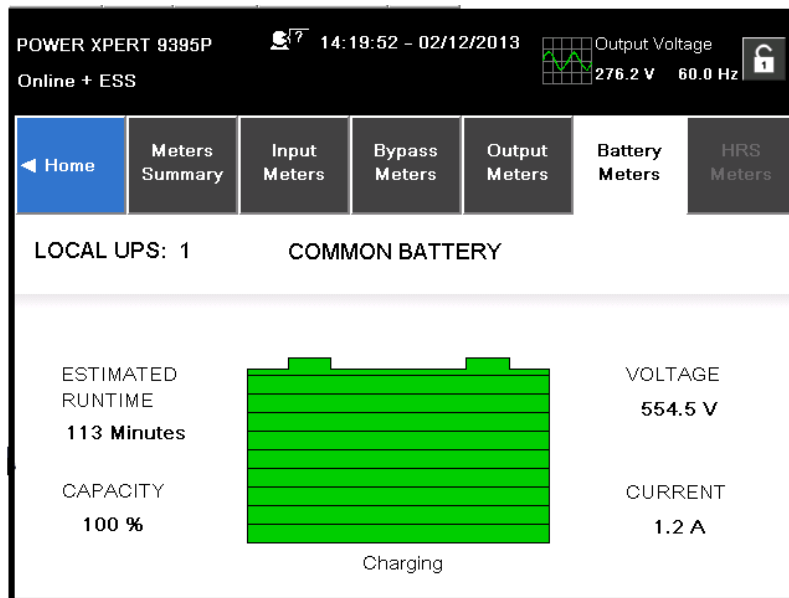 POWER XPERT 9395P
? 14:19:52 - 02/12/2013
Output Voltage
Online + ESS
276.2 V 60.0 Hz
1
Home
Meters Summary
Input Meters
Bypass Meters
Output Meters
Battery Meters
HRS Meters
LOCAL UPS: 1 COMMON BATTERY
ESTIMATED
RUNTIME
113 Minutes
VOLTAGE
554.5 V
CAPACITY
100 %
CURRENT
1.2 A
Charging